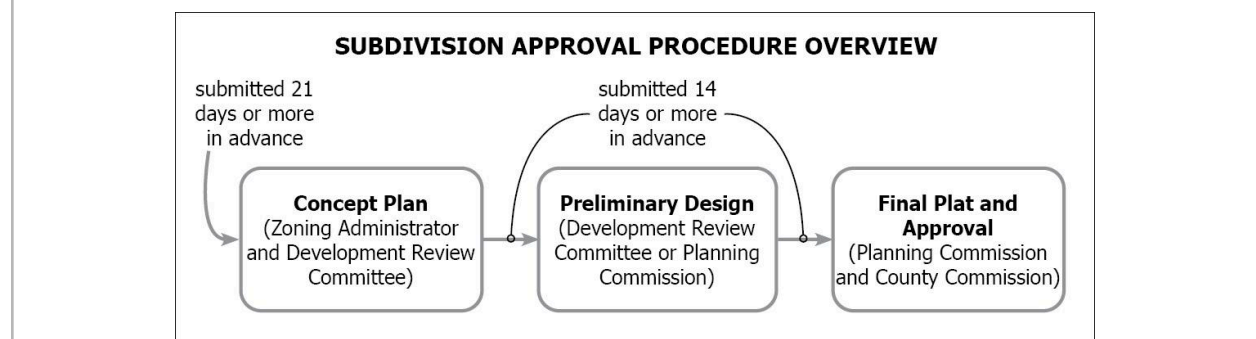 SUBDIVISION APPROVAL PROCEDURE OVERVIEW
submitted 21
days or more
in advance
submitted 14
days or more
in advance
Concept Plan
(Zoning Administrator
and Development Review
Committee)
Preliminary Design
(Development Review
Committee or Planning
Commission)
Final Plat and
Approval
(Planning Commission
and County Commission)